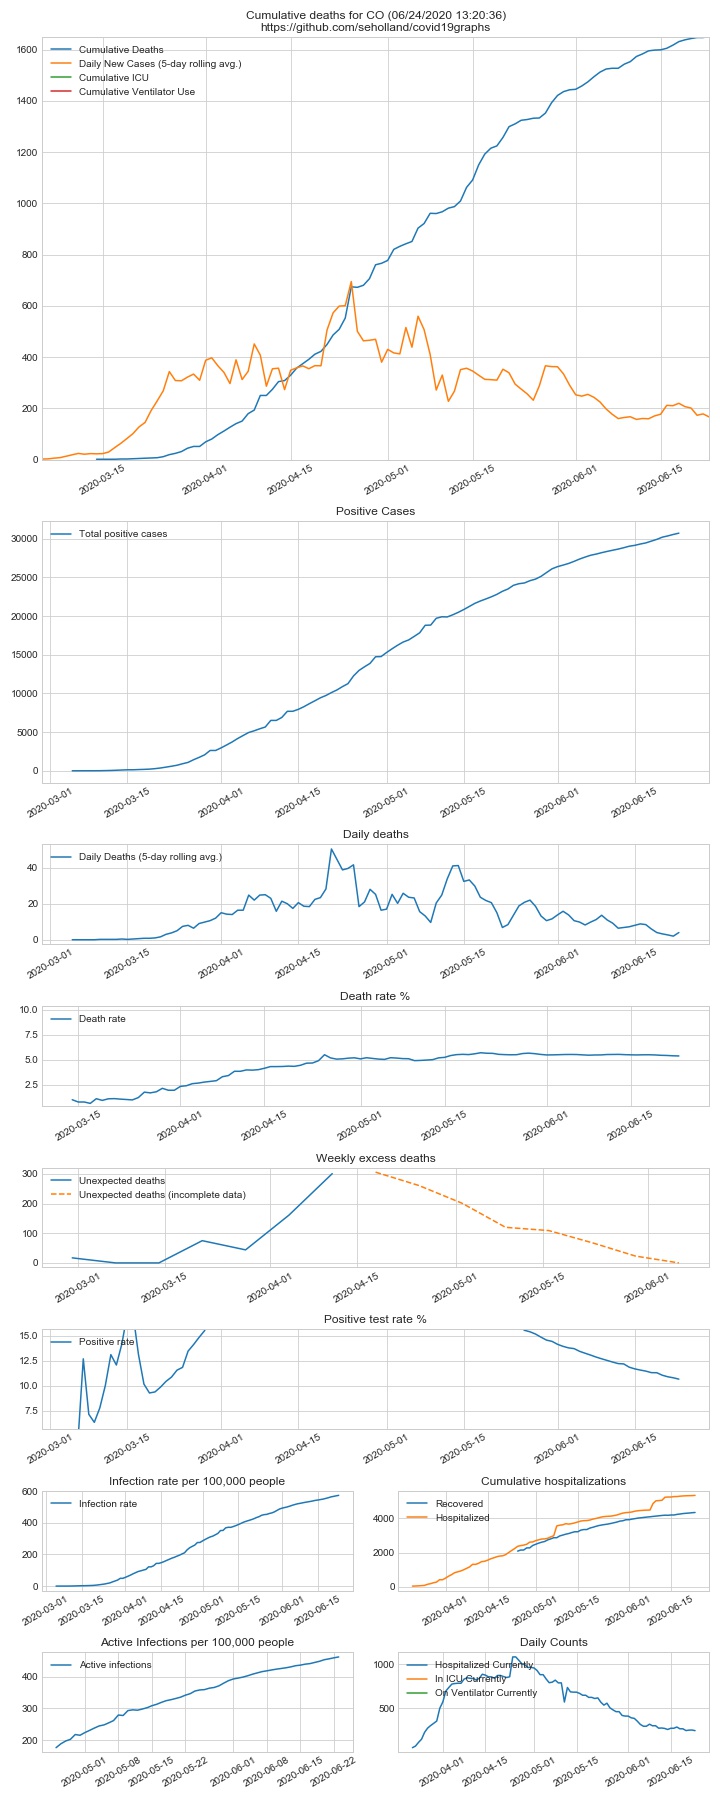 Cumulative deaths for CO (06/24/2020 13:20:36)
https://github.com/seholland/covid19graphs
Cumulative Deaths
Daily New Cases (5-day rolling avg.)
Cumulative ICU
Cumulative Ventilator Use
1600
1400
1200
1000
800
600
400
200
0
2020-03-15 2020-04-01 2020-04-15 2020-05-01 2020-05-15 2020-06-01 2020-06-15
Positive Cases
Total positive cases
30000
25000
20000
15000
10000
5000
0
2020-03-01 2020-03-15 2020-04-01 2020-04-15 2020-05-01 2020-05-15 2020-06-01 2020-06-15
Daily deaths
Daily Deaths (5-day rolling avg.)
40
20
0
2020-03-01 2020-03-15 2020-04-01 2020-04-15 2020-05-01 2020-05-15 2020-06-01 2020-06-15
Death rate %
10.0
Death rate
7.5
5.0
2.5
2020-03-15 2020-04-01 2020-04-15 2020-05-01 2020-05-15 2020-06-01 2020-06-15
Weekly excess deaths
300
Unexpected deaths
Unexpected deaths (incomplete data)
200
100
0
2020-03-01 2020-03-15 2020-04-01 2020-04-15 2020-05-01 2020-05-15 2020-06-01
Positive test rate %
15.0
Positive rate
12.5
10.0
7.5
2020-03-01 2020-03-15 2020-04-01 2020-04-15 2020-05-01 2020-05-15 2020-06-01 2020-06-15
Infection rate per 100,000 people
600
Infection rate
400
200
0
2020-03-01 2020-03-15 2020-04-01 2020-04-15 2020-05-01 2020-05-15 2020-06-01 2020-06-15
Cumulative hospitalizations
Recovered
Hospitalized
4000
2000
0
2020-04-01 2020-04-15 2020-05-01 2020-05-15 2020-06-01 2020-06-15
Active Infections per 100,000 people
Active infections
400
300
200
2020-05-01 2020-05-08 2020-05-15 2020-05-22 2020-06-01 2020-06-08 2020-06-15 2020-06-22
Daily Counts
1000
Hospitalized Currently
In ICU Currently
On Ventilator Currently
500
2020-04-01 2020-04-15 2020-05-01 2020-05-15 2020-06-01 2020-06-15